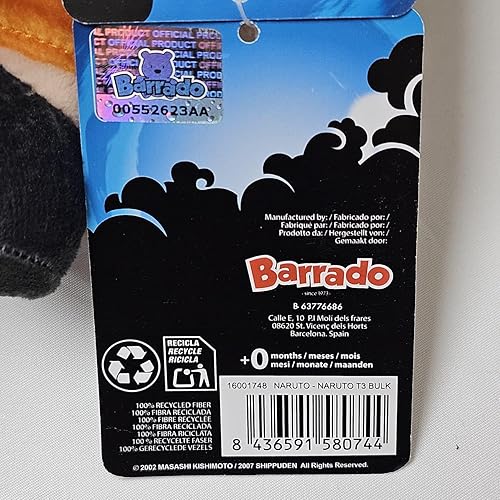 OFFICIAL PRODUCT OFFICIAL PRODUCT
Barrado
00552623AA
Manufactured by: / Fabricado por: /
Fabriqué par: / Fabricado por: /
Prodotto da: / Hergestellt von: /
Gemaakt door:
Barrado
- since 1973 -
B- 63776686
Calle E, 10 P.I Molí dels frares
08620 St. Vicenç dels Horts
Barcelona. Spain
RECICLA
RECYCLE
RICICLA
+0 months / meses / mois
mesi / monate / maanden
100% RECYCLED FIBER
100% FIBRA RECICLADA
100% FIBRE RECYCLEE
100% FIBRA RECICLADA
100% FIBRA RICICLATA
100 % RECYCELTE FASER
100% GERECYCLEDE VEZELS
16001748 NARUTO - NARUTO T3 BULK
8 436591 580744
© 2002 MASASHI KISHIMOTO / 2007 SHIPPUDEN All Rights Reserved.